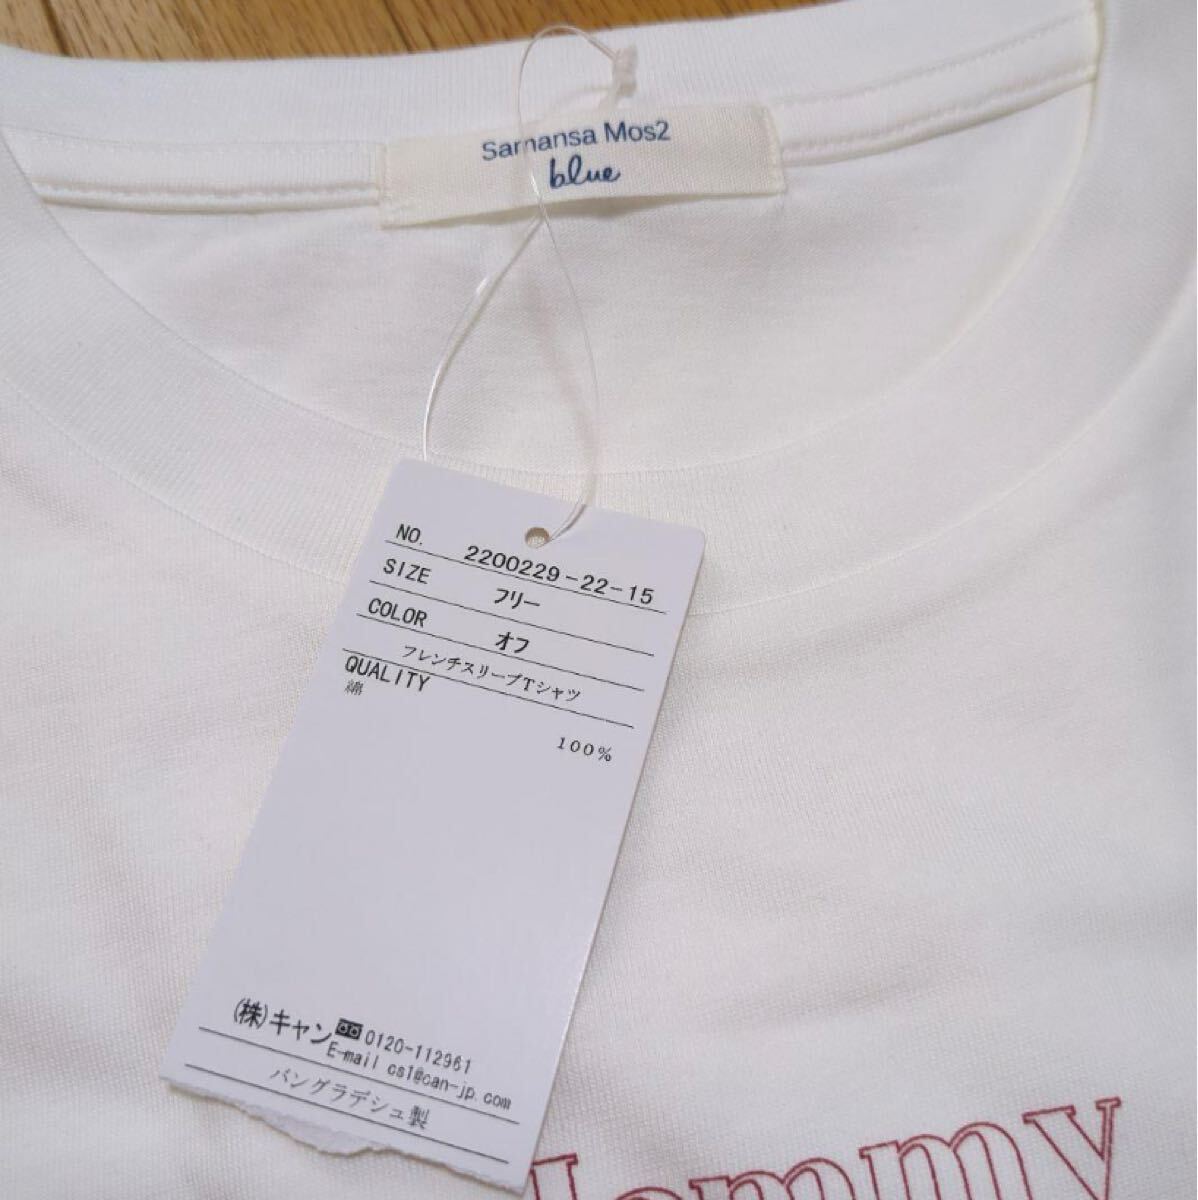 Samansa Mos2
blue
NO. 2200229-22-15
SIZE フリー
COLOR オフ
フレンチスリーブTシャツ
QUALITY
綿
100%
(株)キャン 0120-112961
E-mail cs1@can-jp.com
バングラデシュ製